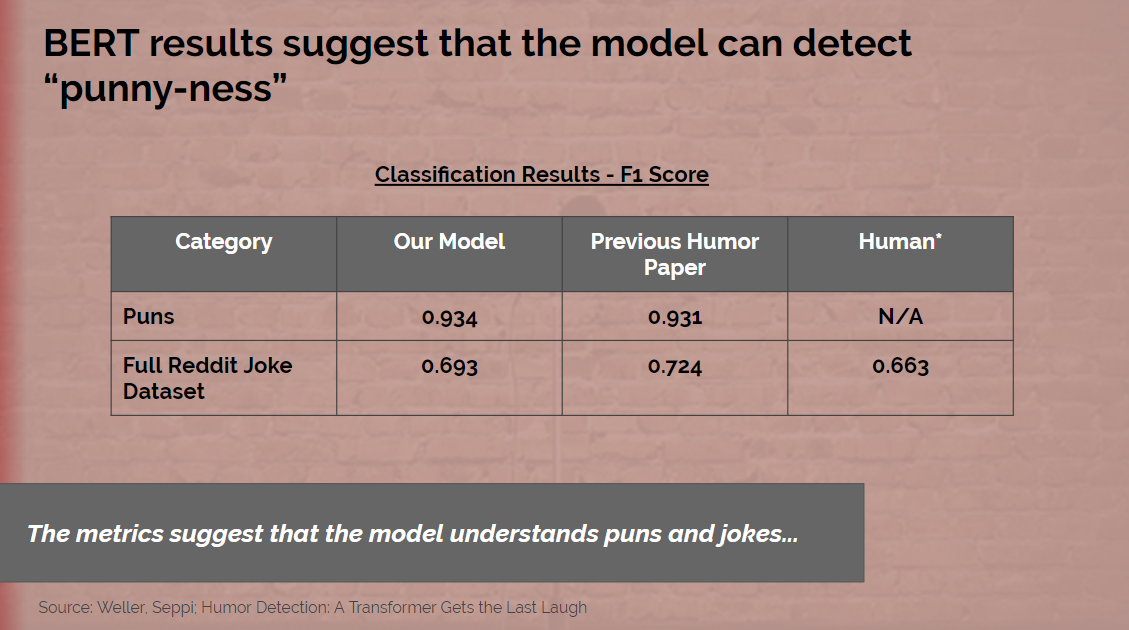 BERT results suggest that the model can detect
“punny-ness”
Classification Results - F1 Score
Category Our Model Previous Humor Paper Human*
Puns 0.934 0.931 N/A
Full Reddit Joke Dataset 0.693 0.724 0.663
The metrics suggest that the model understands puns and jokes...
Source: Weller, Seppi; Humor Detection: A Transformer Gets the Last Laugh